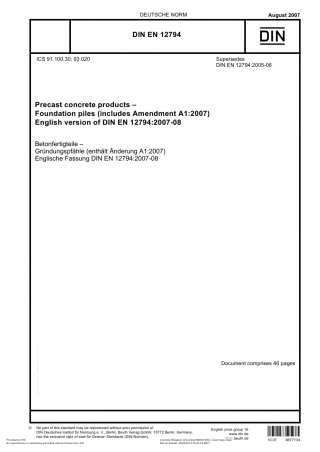 DEUTSCHE NORM
August 2007
DIN EN 12794
DIN
ICS 91.100.30; 93.020
Supersedes
DIN EN 12794:2005-06
Precast concrete products –
Foundation piles (includes Amendment A1:2007)
English version of DIN EN 12794:2007-08
Betonfertigteile –
Gründungspfähle (enthält Änderung A1:2007)
Englische Fassung DIN EN 12794:2007-08
Document comprises 46 pages
© No part of this standard may be reproduced without prior permission of
DIN Deutsches Institut für Normung e. V., Berlin. Beuth Verlag GmbH, 10772 Berlin, Germany,
has the exclusive right of sale for German Standards (DIN-Normen).
English price group 16
www.din.de
www.beuth.de
10.07 9877134